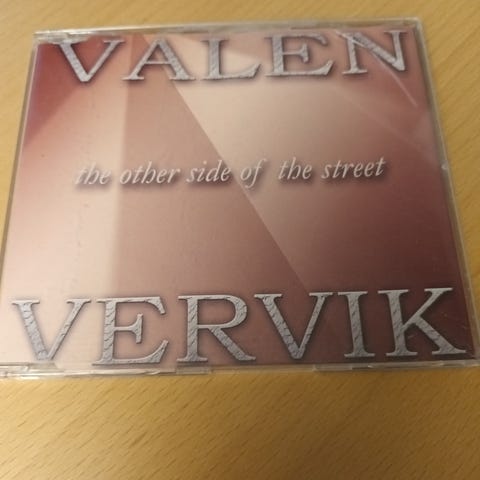 VALEN
the other side of the street
VERVIK